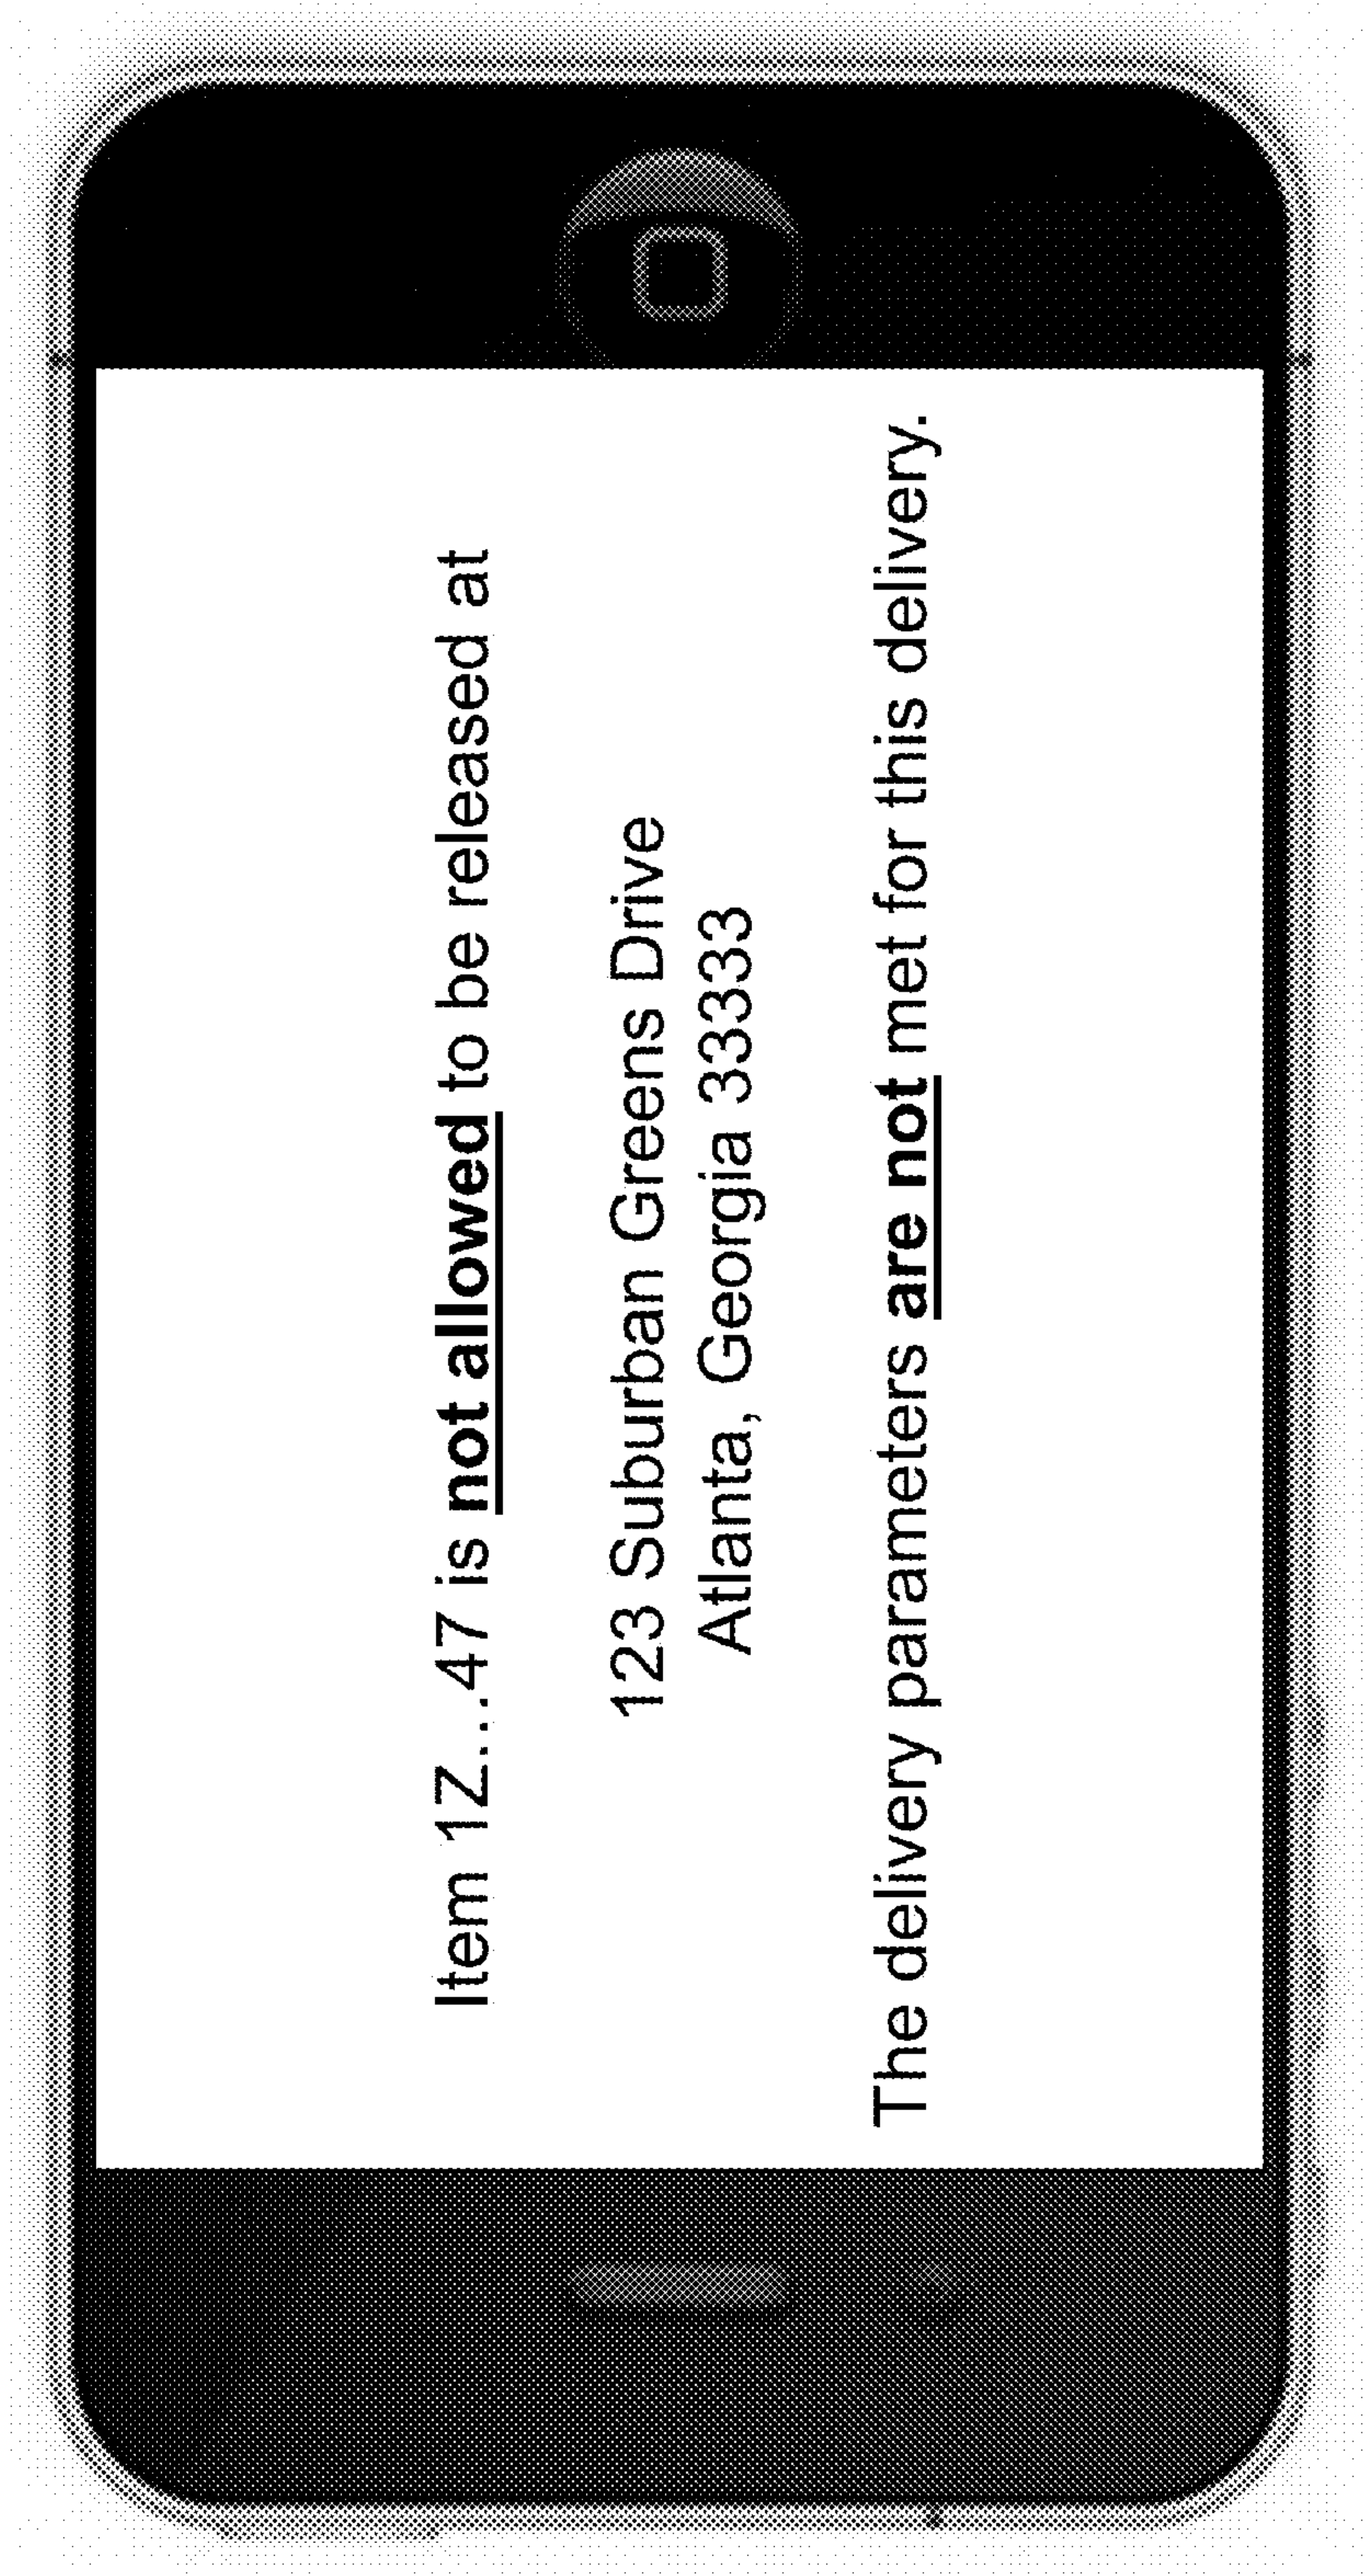 Item 1Z...47 is not allowed to be released at
123 Suburban Greens Drive
Atlanta, Georgia 33333
The delivery parameters are not met for this delivery.